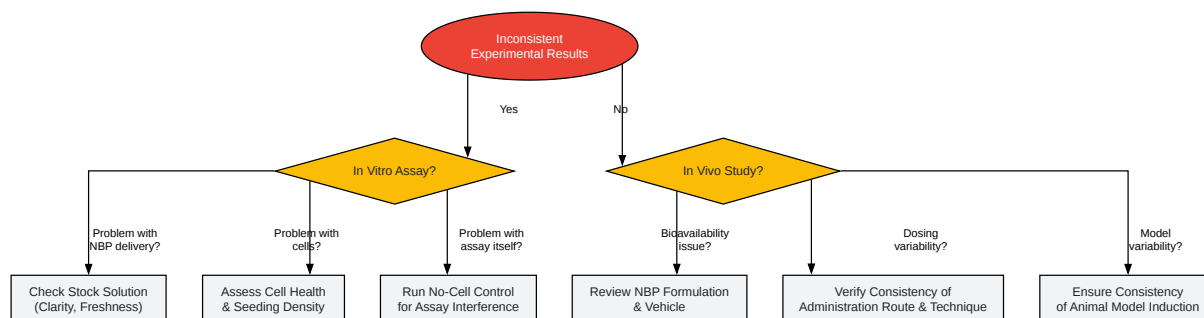 Inconsistent
Experimental Results
Yes
No
In Vitro Assay?
In Vivo Study?
Problem with
NBP delivery?
Problem with
cells?
Problem with
assay itself?
Bioavailability
issue?
Dosing
variability?
Model
variability?
Check Stock Solution
(Clarity, Freshness)
Assess Cell Health
& Seeding Density
Run No-Cell Control
for Assay Interference
Review NBP Formulation
& Vehicle
Verify Consistency of
Administration Route & Technique
Ensure Consistency
of Animal Model Induction